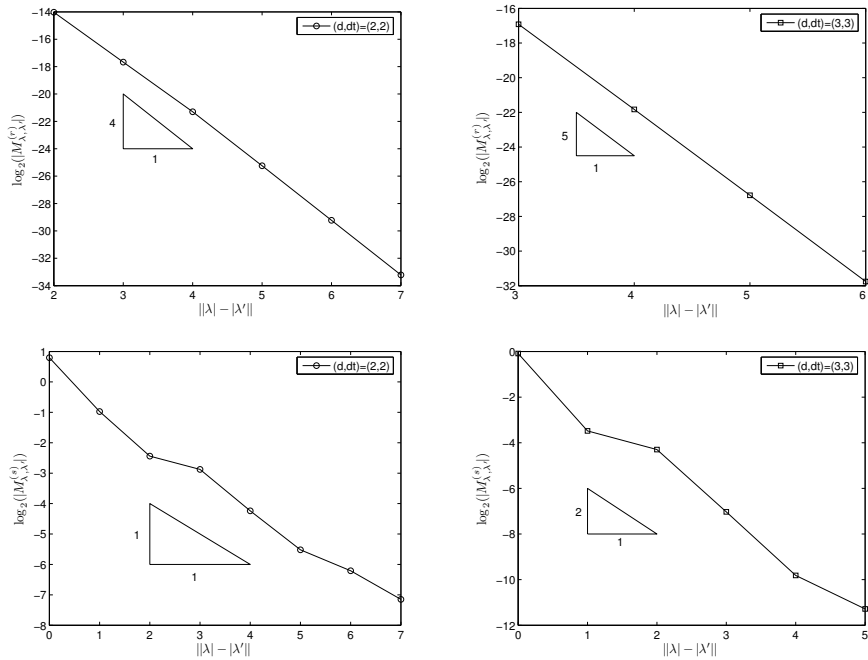 −14
−16
−18
−20
−22
−24
−26
−28
−30
−32
−34
2 3 4 5 6 7
(d,dt)=(2,2)
4
1
log₂(|M^{(r)}_{λ,λ′}|)
||λ| − |λ′||
−16
−18
−20
−22
−24
−26
−28
−30
−32
3 4 5 6
(d,dt)=(3,3)
5
1
log₂(|M^{(r)}_{λ,λ′}|)
||λ| − |λ′||
1
0
−1
−2
−3
−4
−5
−6
−7
−8
0 1 2 3 4 5 6 7
(d,dt)=(2,2)
1
1
log₂(|M^{(s)}_{λ,λ′}|)
||λ| − |λ′||
0
−2
−4
−6
−8
−10
−12
0 1 2 3 4 5
(d,dt)=(3,3)
2
1
log₂(|M^{(s)}_{λ,λ′}|)
||λ| − |λ′||